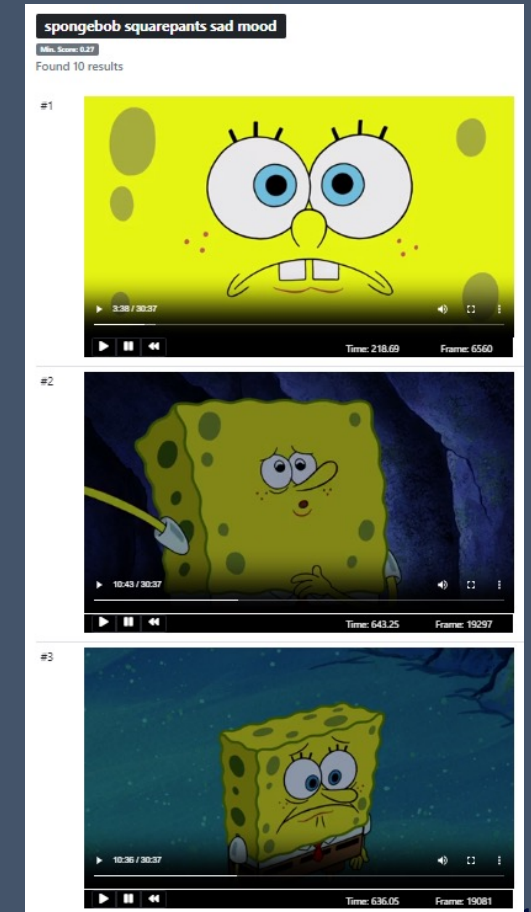 spongebob squarepants sad mood
Min. Score: 0.27
Found 10 results
#1
3:38 / 30:37
Time: 218.69 Frame: 6560
#2
10:43 / 30:37
Time: 643.25 Frame: 19297
#3
10:36 / 30:37
Time: 636.05 Frame: 19081